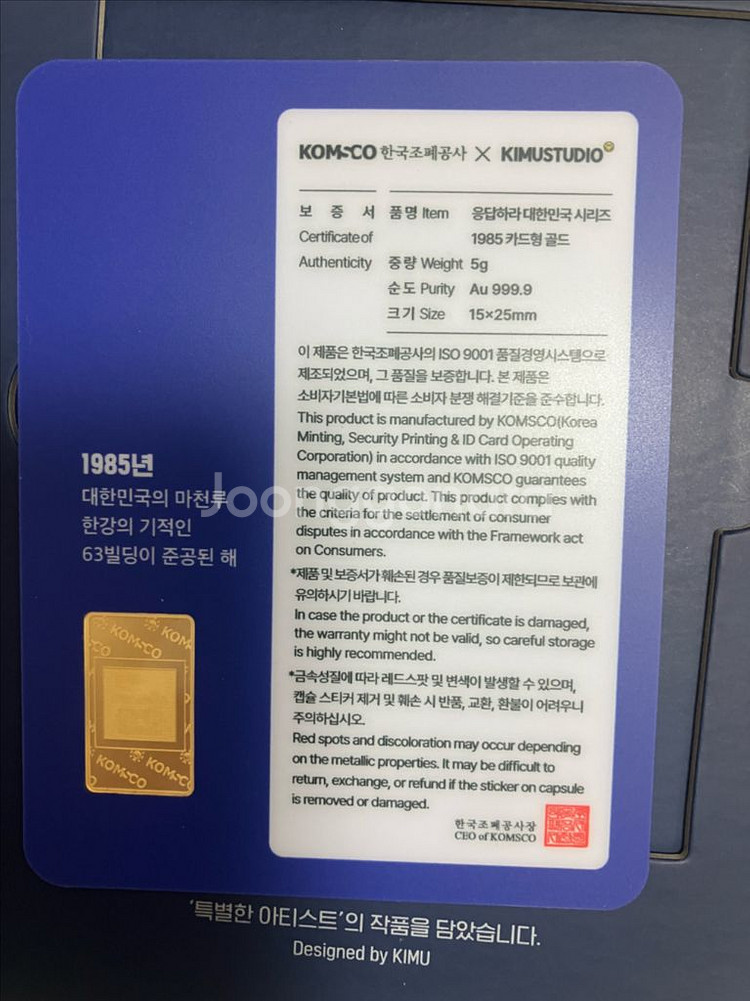 KOMSCO 한국조폐공사 X KIMUSTUDIO
보 증 서
Certificate of
Authenticity
품명 Item 응답하라 대한민국 시리즈
1985 카드형 골드
중량 Weight 5g
순도 Purity Au 999.9
크기 Size 15×25mm
이 제품은 한국조폐공사의 ISO 9001 품질경영시스템으로
제조되었으며, 그 품질을 보증합니다. 본 제품은
소비자기본법에 따른 소비자 분쟁 해결기준을 준수합니다.
This product is manufactured by KOMSCO(Korea
Minting, Security Printing & ID Card Operating
Corporation) in accordance with ISO 9001 quality
management system and KOMSCO guarantees
the quality of product. This product complies with
the criteria for the settlement of consumer
disputes in accordance with the Framework act
on Consumers.
*제품 및 보증서가 훼손된 경우 품질보증이 제한되므로 보관에
유의하시기 바랍니다.
In case the product or the certificate is damaged,
the warranty might not be valid, so careful storage
is highly recommended.
*금속성질에 따라 레드스팟 및 변색이 발생할 수 있으며,
캡슐 스티커 제거 및 훼손 시 반품, 교환, 환불이 어려우니
주의하십시오.
Red spots and discoloration may occur depending
on the metallic properties. It may be difficult to
return, exchange, or refund if the sticker on capsule
is removed or damaged.
한국조폐공사장
CEO of KOMSCO
1985년
대한민국의 마천루
한강의 기적인
63빌딩이 준공된 해
KOMSCO KOM
KOMSCO KOMSC
'특별한 아티스트'의 작품을 담았습니다.
Designed by KIMU